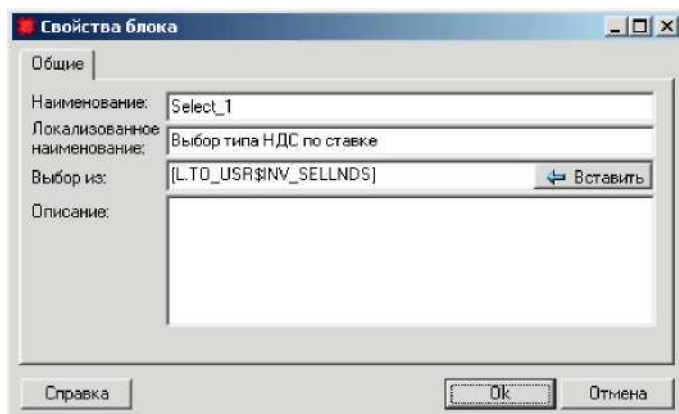 Свойства блока
Общие
Наименование: Select_1
Локализованное наименование: Выбор типа НДС по ставке
Выбор из: [L.TO_USR$INV_SELLNDS] Вставить
Описание:
Справка Ok Отмена